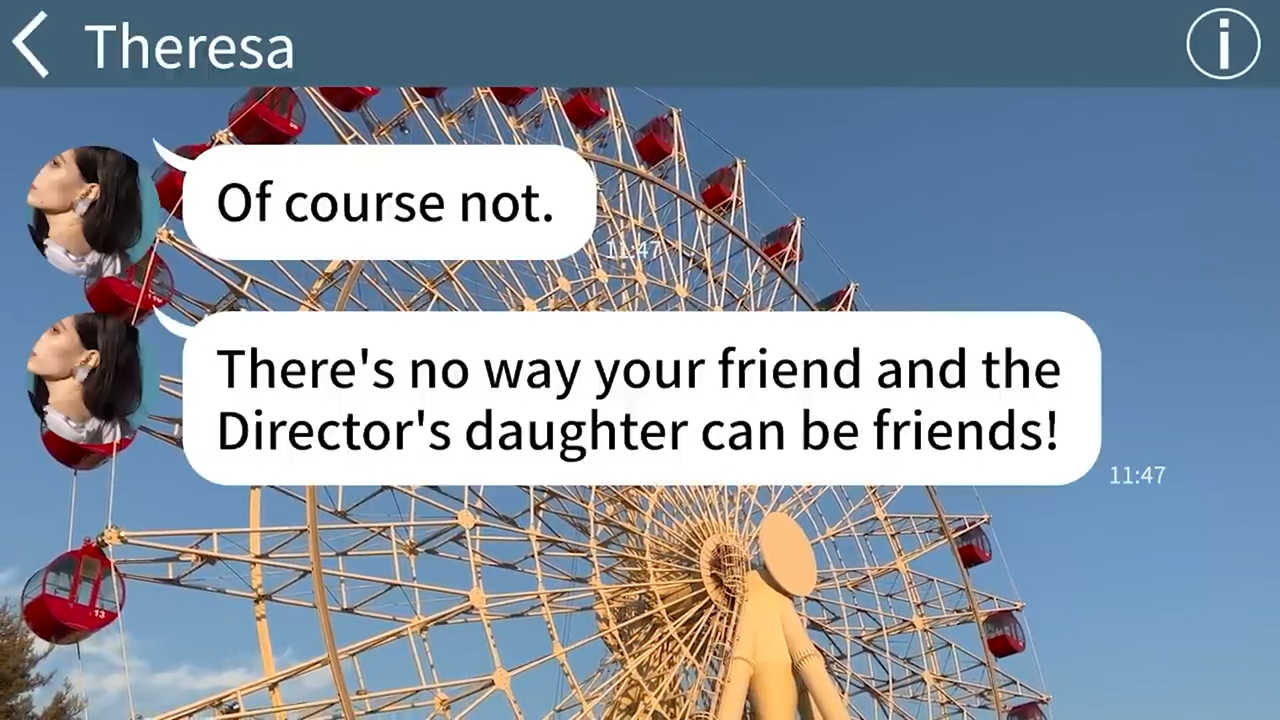 Theresa
Of course not.
11:47
There's no way your friend and the
Director's daughter can be friends!
11:47
13